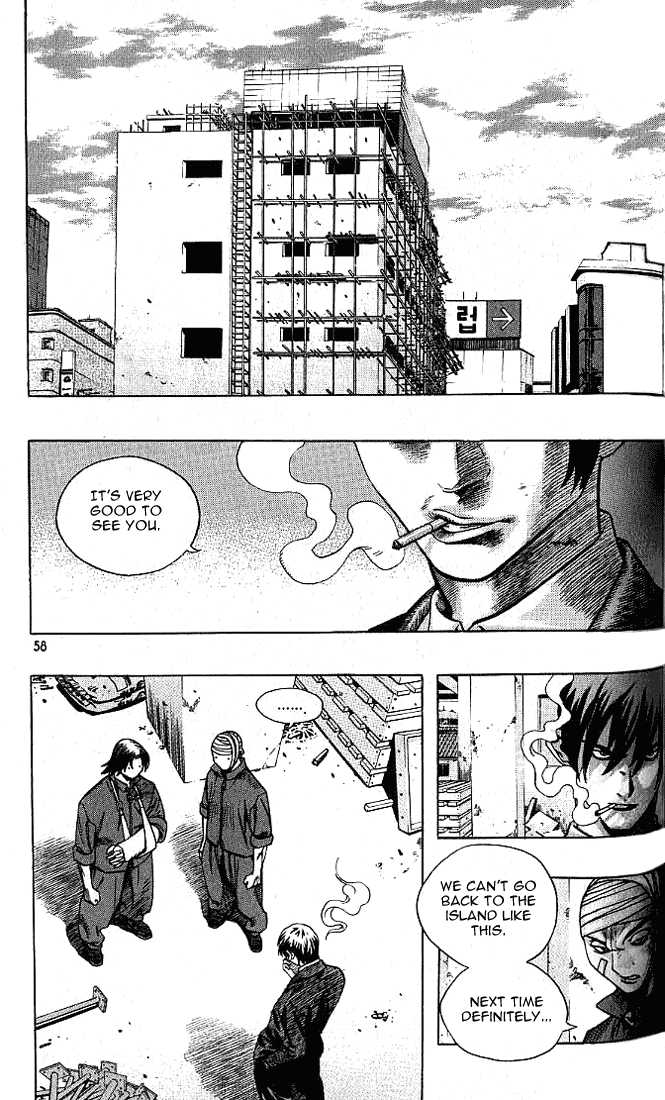 럽
IT'S VERY
GOOD TO
SEE YOU.
58
......
WE CAN'T GO
BACK TO THE
ISLAND LIKE
THIS.
NEXT TIME
DEFINITELY...